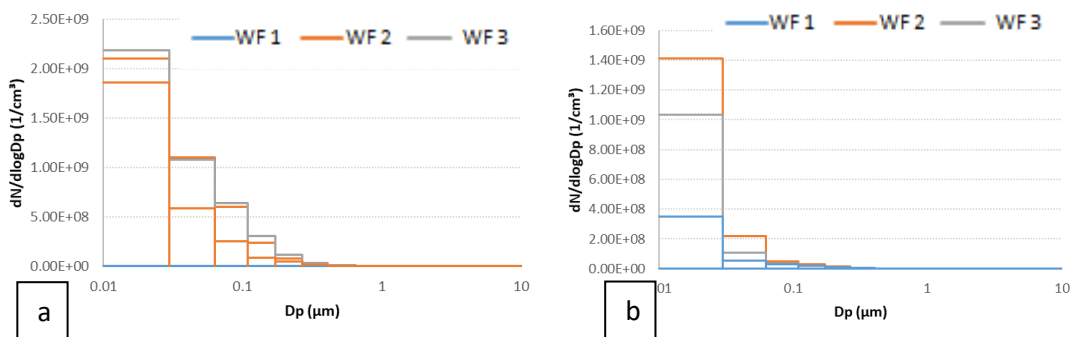 2.50E+09
2.00E+09
1.50E+09
1.00E+09
5.00E+08
0.00E+00
dN/dlogDp (1/cm³)
WF 1 WF 2 WF 3
0.01 0.1 1 10
Dp (µm)
a
1.60E+09
1.40E+09
1.20E+09
1.00E+09
8.00E+08
6.00E+08
4.00E+08
2.00E+08
0.00E+00
dN/dlogDp (1/cm³)
WF 1 WF 2 WF 3
01 0.1 1 10
Dp (µm)
b